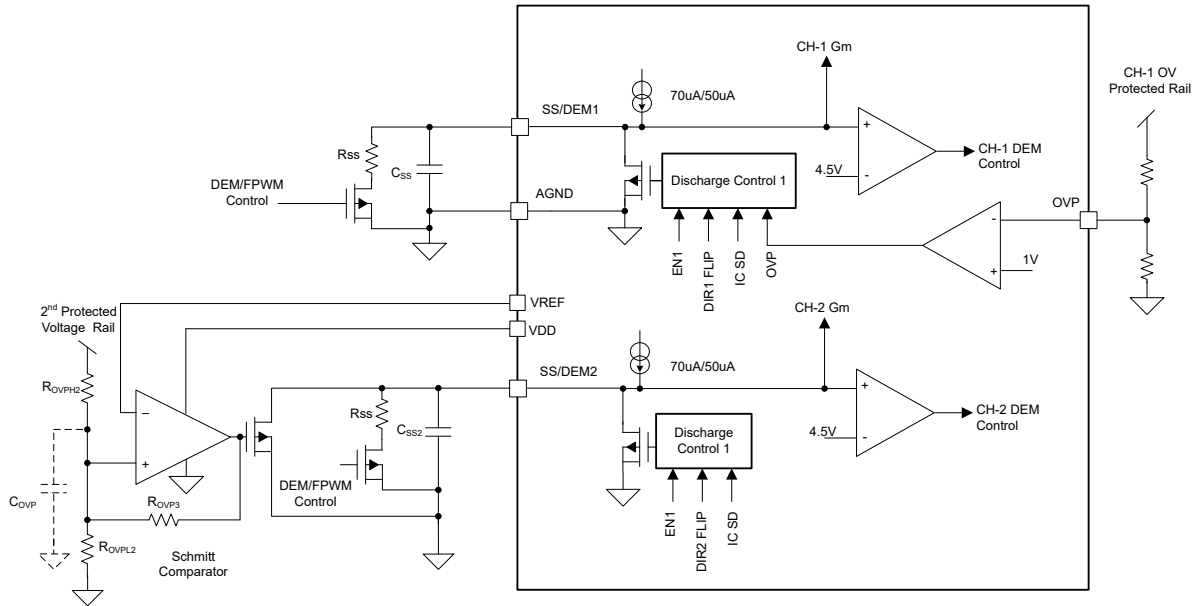 CH-1 Gm
CH-1 OV
Protected Rail
70uA/50uA
SS/DEM1
+
4.5V
-
CH-1 DEM
Control
Rss
CSS
DEM/FPWM
Control
Discharge Control 1
AGND
OVP
-
+
1V
EN1
DIR1 FLIP
IC SD
OVP
VREF
2nd Protected
Voltage Rail
VDD
CH-2 Gm
SS/DEM2
70uA/50uA
ROVPH2
+
4.5V
-
CH-2 DEM
Control
Rss
CSS2
−
+
Discharge
Control 1
DEM/FPWM
Control
COVP
ROVP3
ROVPL2
Schmitt
Comparator
EN1
DIR2 FLIP
IC SD